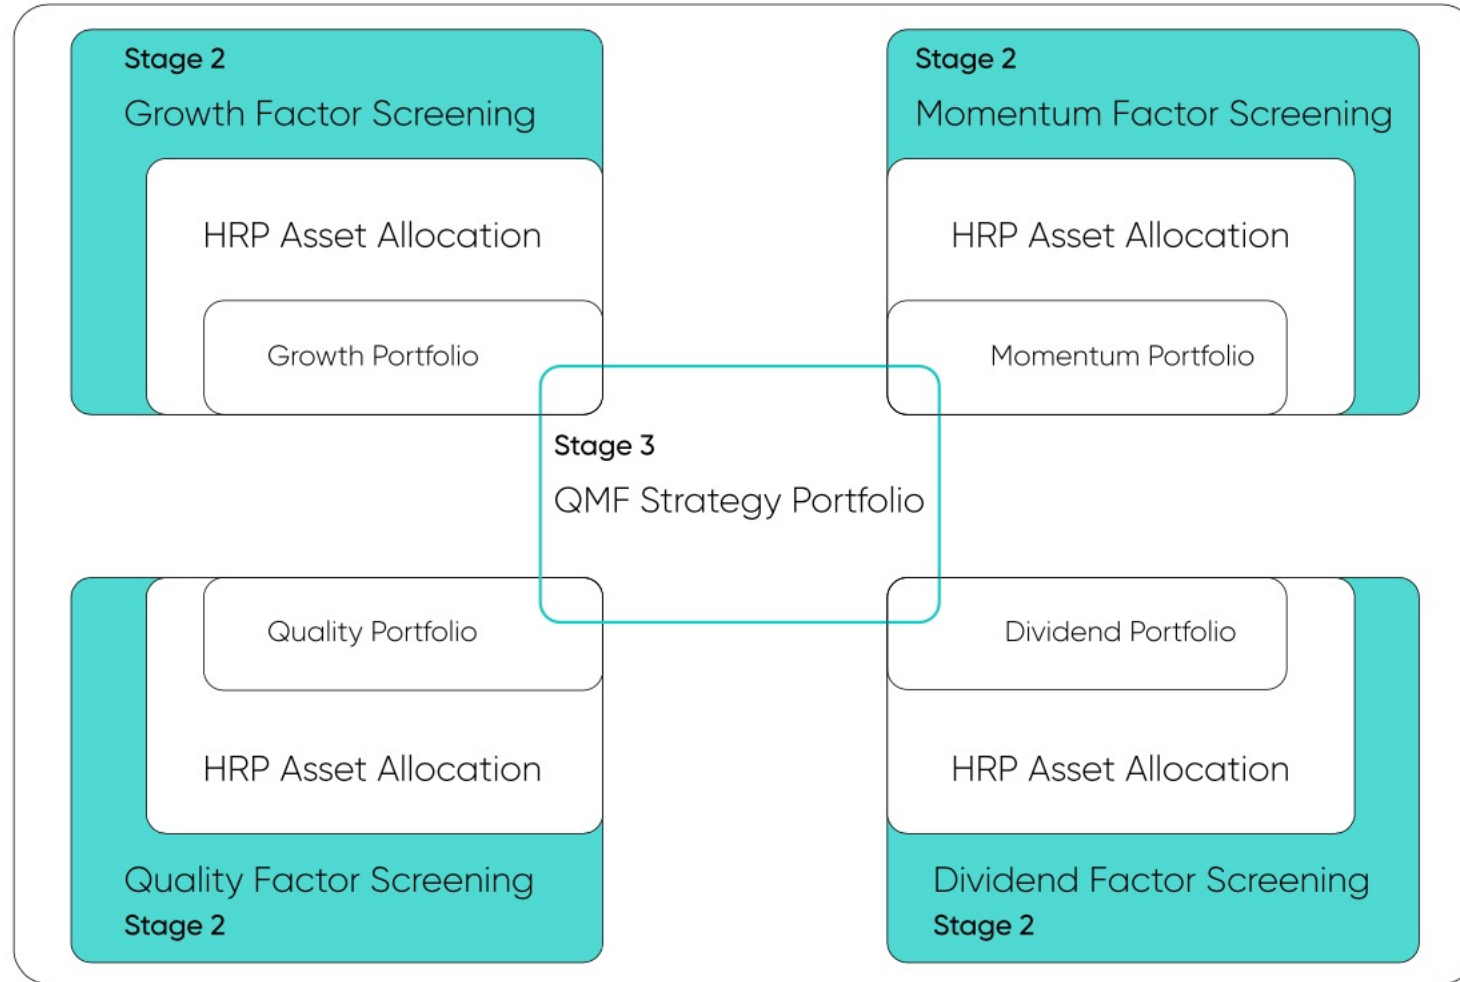 Stage 2
Growth Factor Screening
HRP Asset Allocation
Growth Portfolio
Stage 2
Momentum Factor Screening
HRP Asset Allocation
Momentum Portfolio
Stage 3
QMF Strategy Portfolio
Quality Portfolio
HRP Asset Allocation
Quality Factor Screening
Stage 2
Dividend Portfolio
HRP Asset Allocation
Dividend Factor Screening
Stage 2